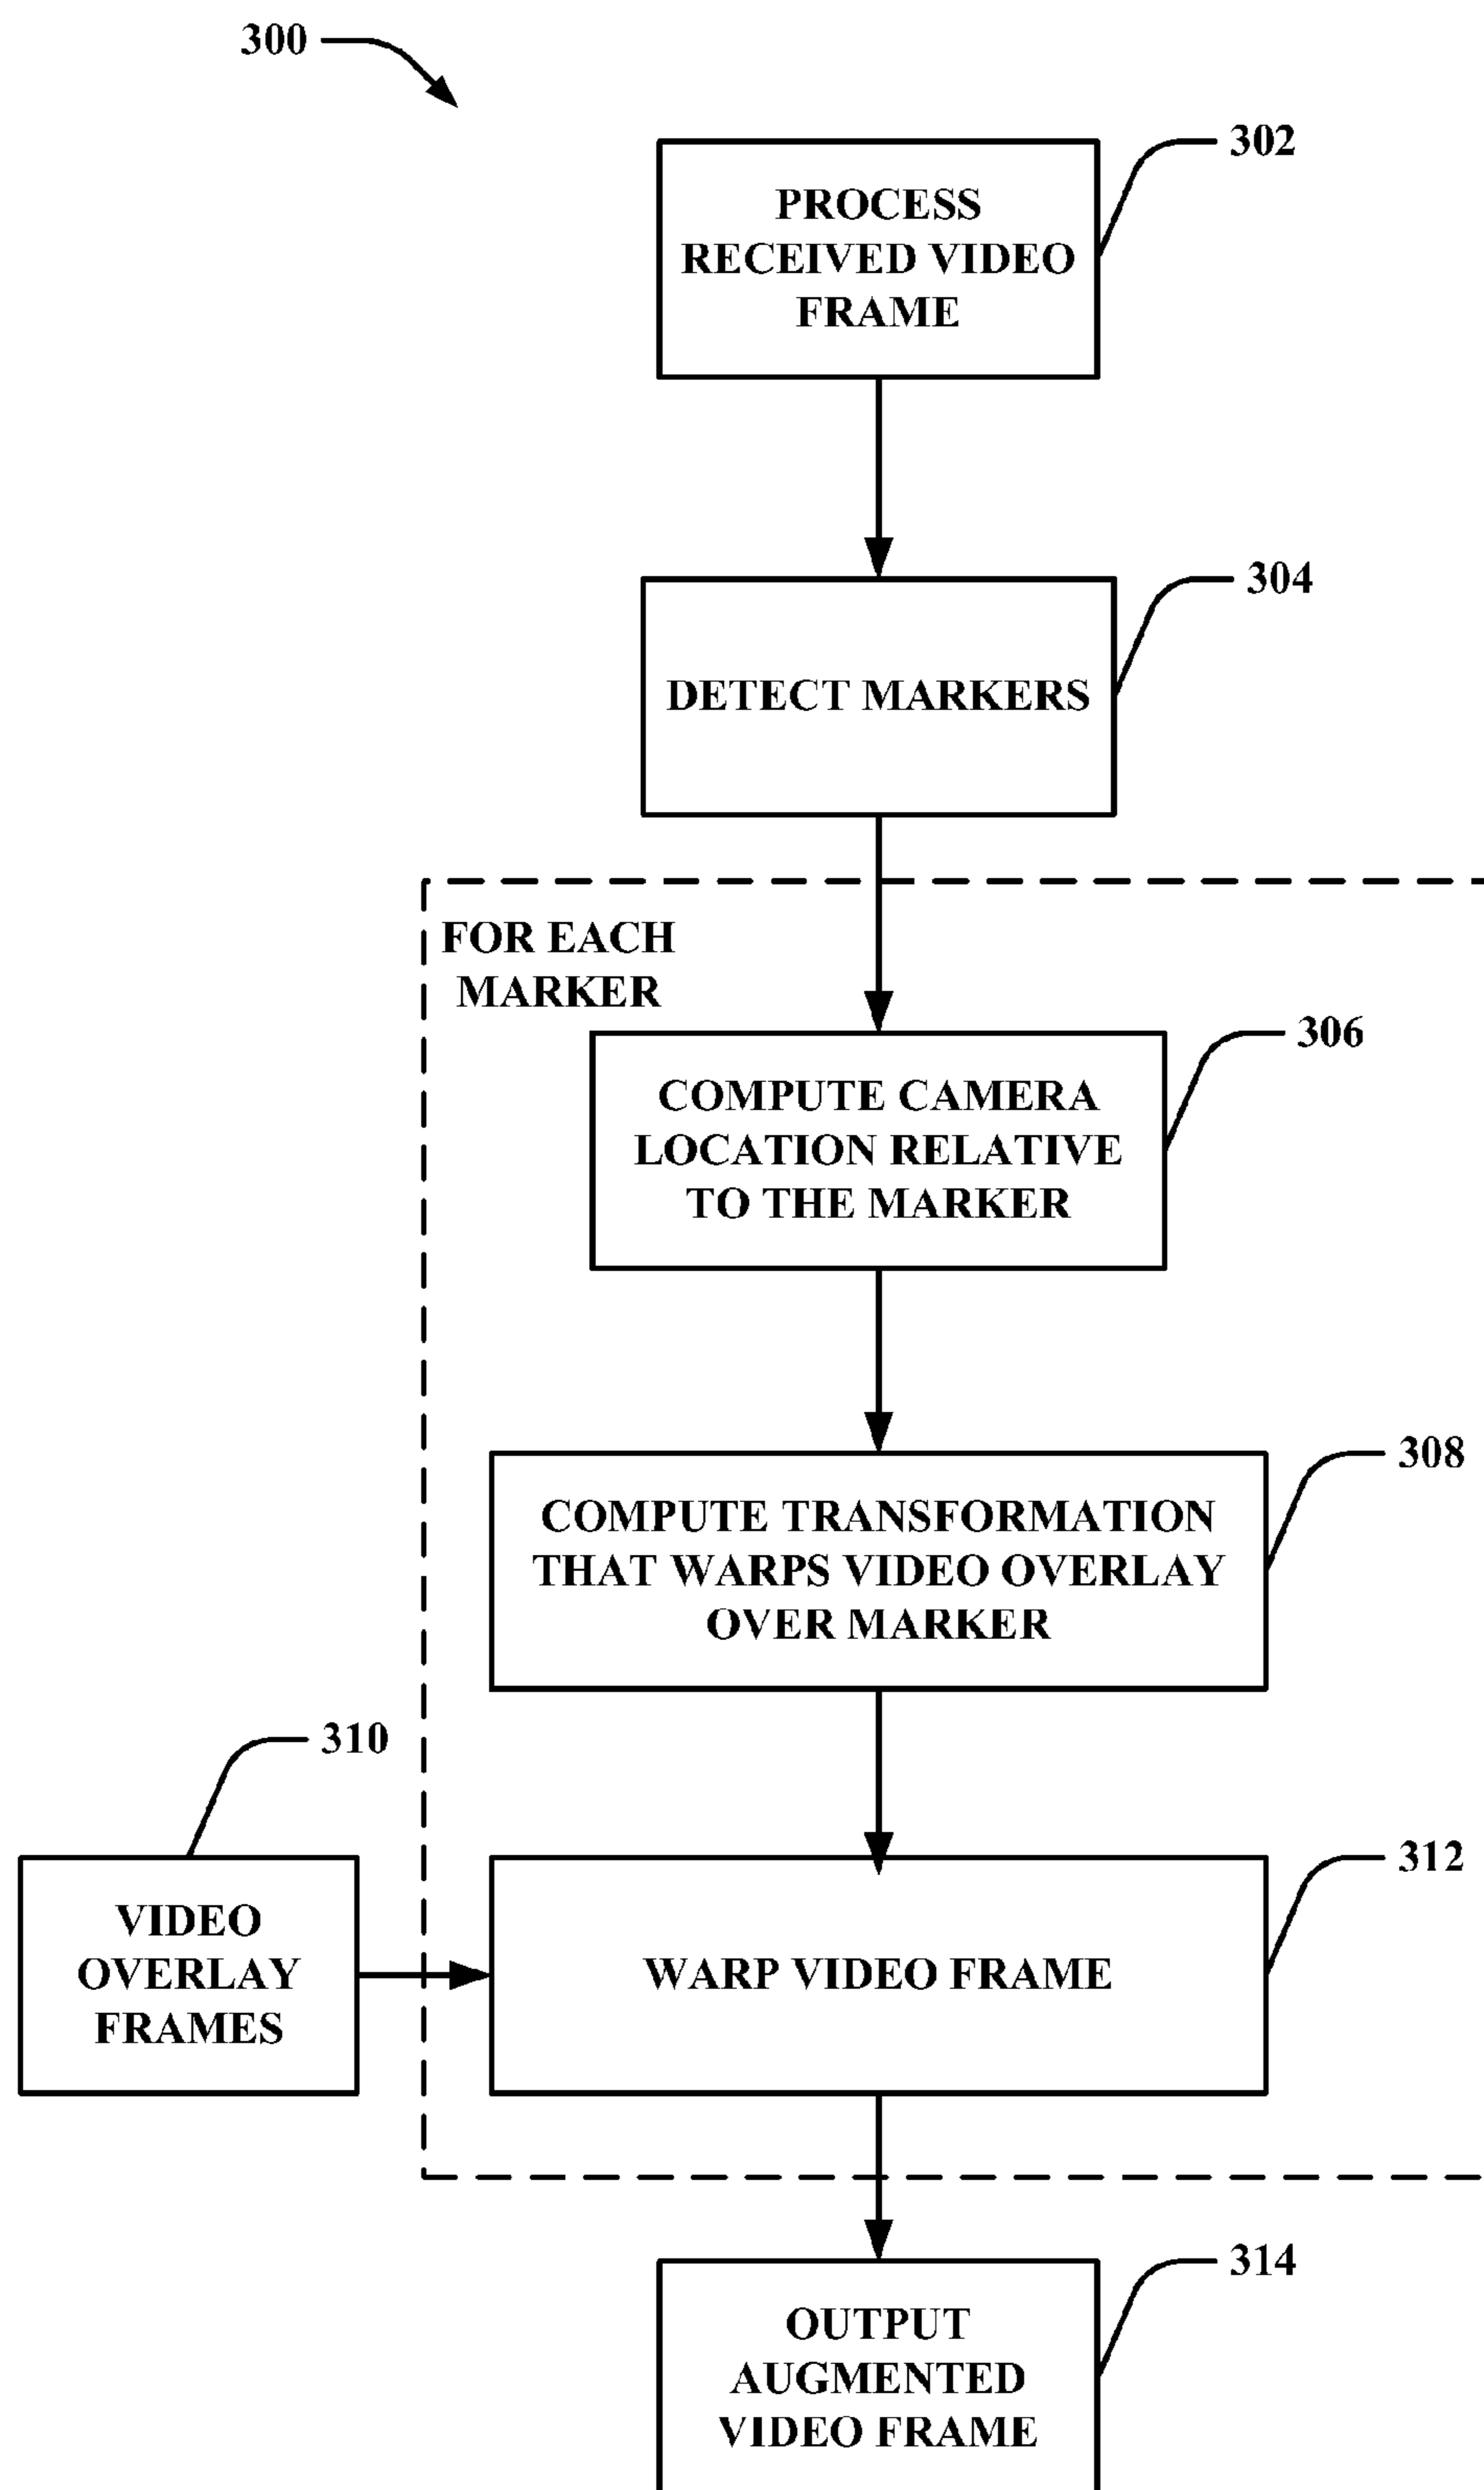 300
302
PROCESS
RECEIVED VIDEO
FRAME
304
DETECT MARKERS
FOR EACH
MARKER
306
COMPUTE CAMERA
LOCATION RELATIVE
TO THE MARKER
308
COMPUTE TRANSFORMATION
THAT WARPS VIDEO OVERLAY
OVER MARKER
310
VIDEO
OVERLAY
FRAMES
312
WARP VIDEO FRAME
314
OUTPUT
AUGMENTED
VIDEO FRAME